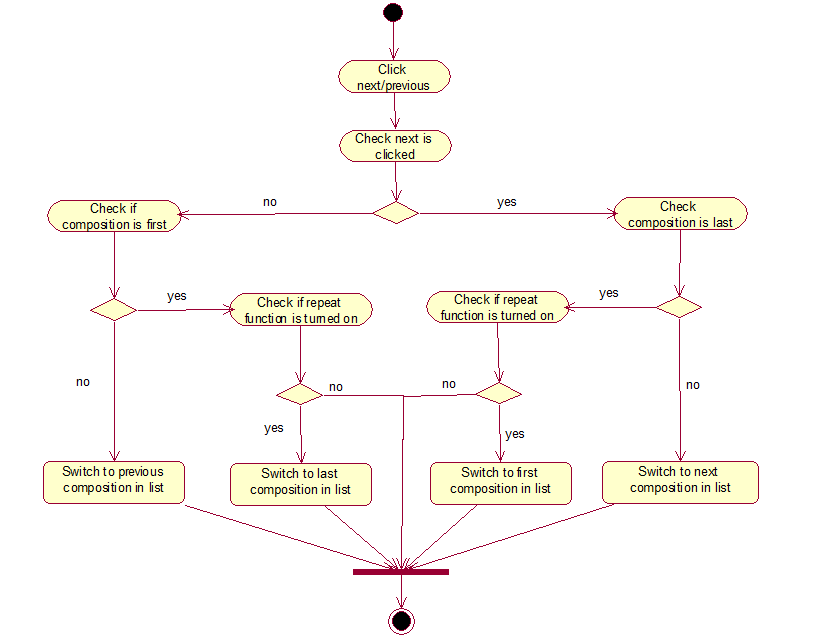 Click
next/previous
Check next is
clicked
no
yes
Check if
composition is first
Check
composition is last
yes
Check if repeat
function is turned on
Check if repeat
function is turned on
yes
no
no
no
no
yes
yes
Switch to previous
composition in list
Switch to last
composition in list
Switch to first
composition in list
Switch to next
composition in list